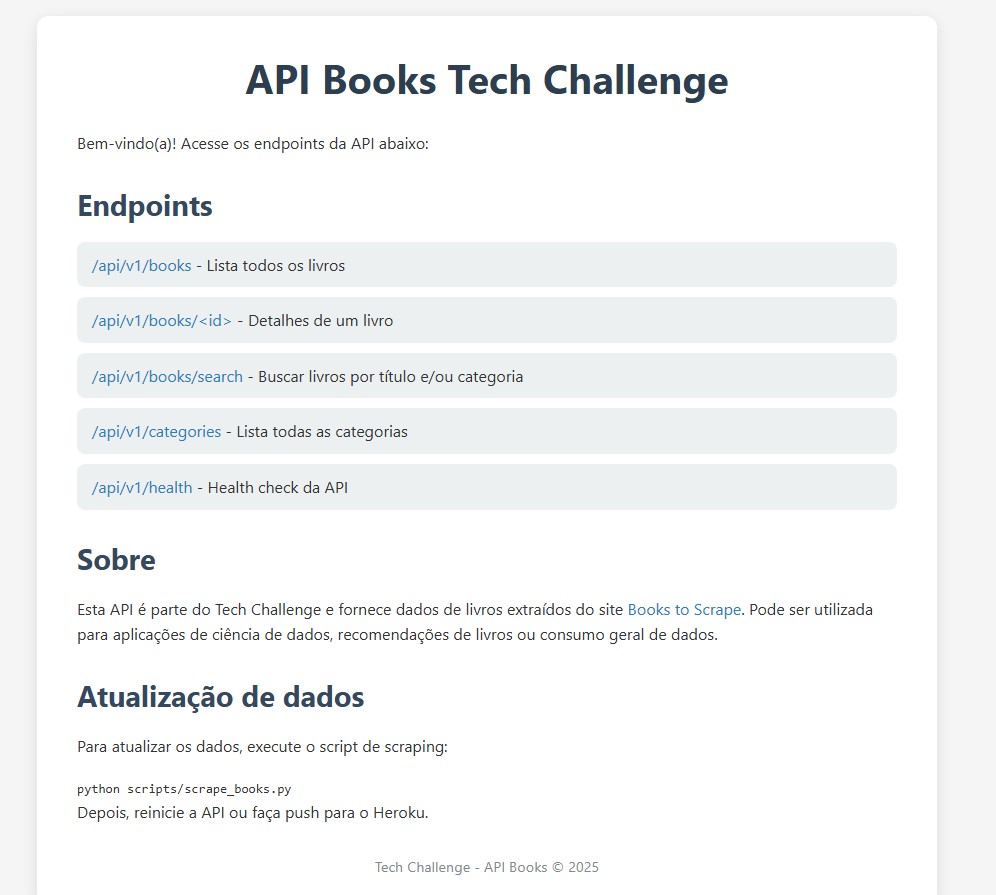 API Books Tech Challenge
Bem-vindo(a)! Acesse os endpoints da API abaixo:
Endpoints
/api/v1/books - Lista todos os livros
/api/v1/books/<id> - Detalhes de um livro
/api/v1/books/search - Buscar livros por título e/ou categoria
/api/v1/categories - Lista todas as categorias
/api/v1/health - Health check da API
Sobre
Esta API é parte do Tech Challenge e fornece dados de livros extraídos do site Books to Scrape. Pode ser utilizada
para aplicações de ciência de dados, recomendações de livros ou consumo geral de dados.
Atualização de dados
Para atualizar os dados, execute o script de scraping:
python scripts/scrape_books.py
Depois, reinicie a API ou faça push para o Heroku.
Tech Challenge - API Books © 2025